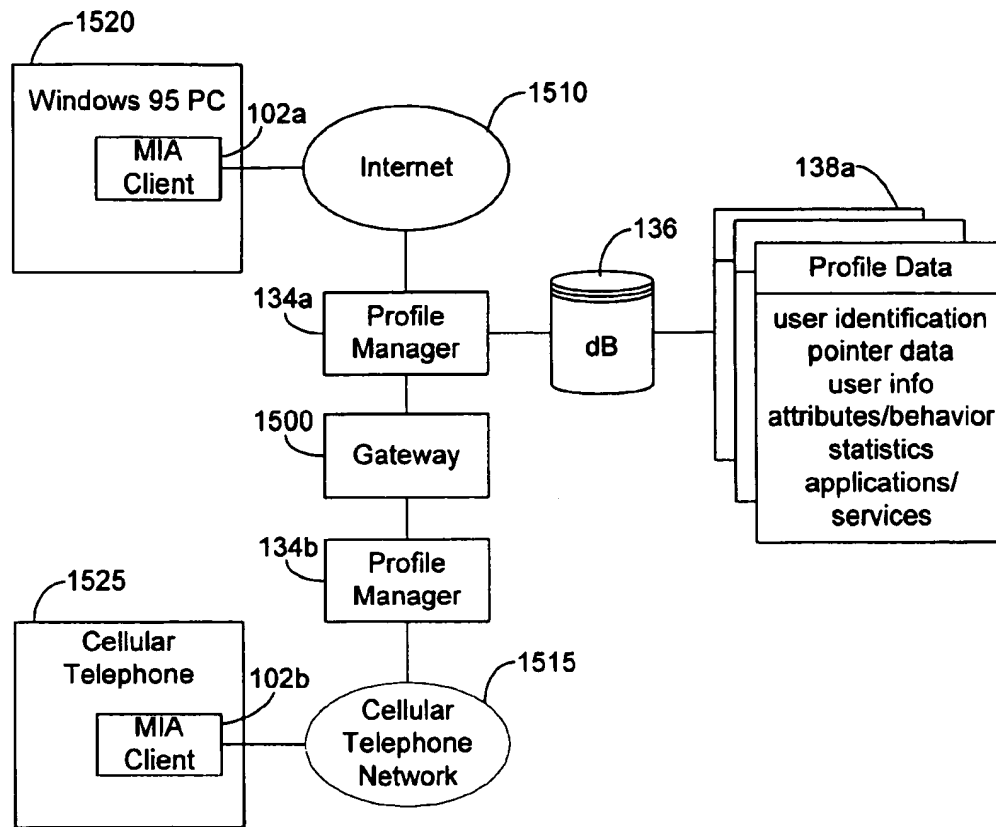 1520
Windows 95 PC
102a
MIA
Client
1510
Internet
138a
136
dB
Profile Data
user identification
pointer data
user info
attributes/behavior
statistics
applications/
services
134a
Profile
Manager
1500
Gateway
134b
Profile
Manager
1525
Cellular
Telephone
102b
MIA
Client
1515
Cellular
Telephone
Network